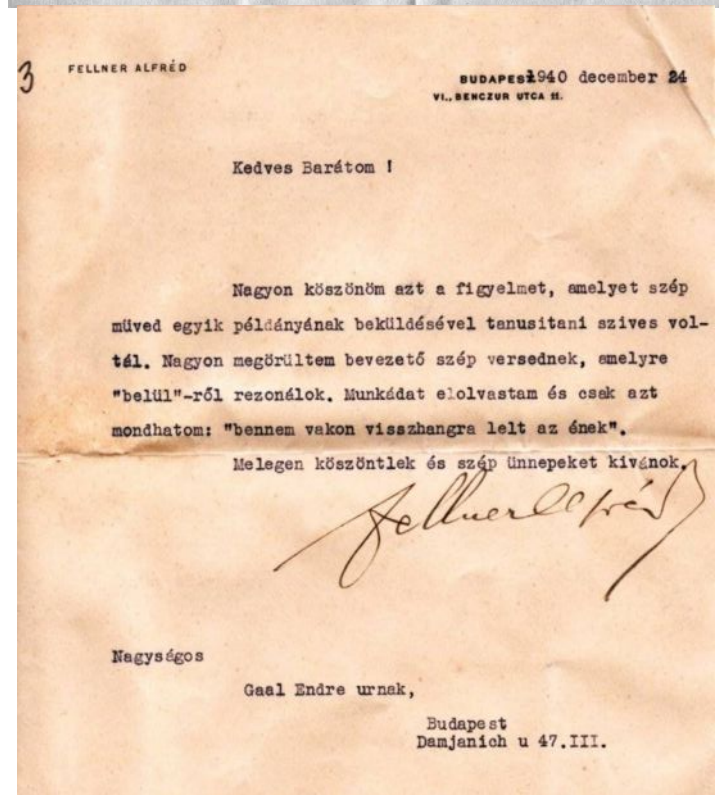 3
FELLNER ALFRÉD
BUDAPEST 1940 december 24
VI., BENCZUR UTCA 11.
Kedves Barátom !
Nagyon köszönöm azt a figyelmet, amelyet szép
müved egyik példányának beküldésével tanusitani szives vol-
tál. Nagyon megörültem bevezető szép versednek, amelyre
"belül"-ről rezonálok. Munkádat elolvastam és csak azt
mondhatom: "bennem vakon visszhangra lelt az ének".
Melegen köszöntlek és szép ünnepeket kivánok.
Fellner Alfréd
Nagyságos
Gaal Endre urnak,
Budapest
Damjanich u 47.III.